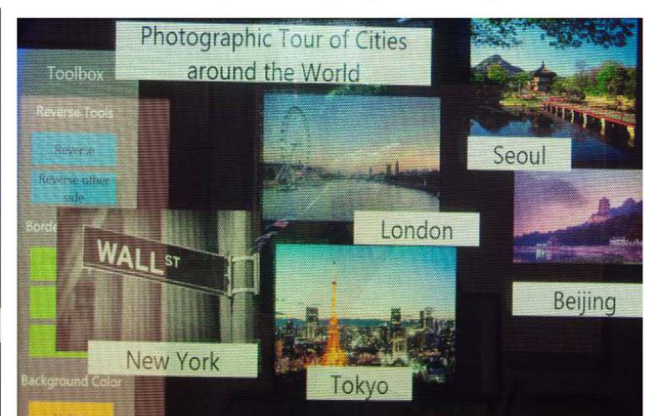 Photographic Tour of Cities
around the World
Toolbox
Reverse Tools
Reverse
Reverse other
side
Seoul
London
WALL ST
Beijing
New York
Tokyo
Background Color